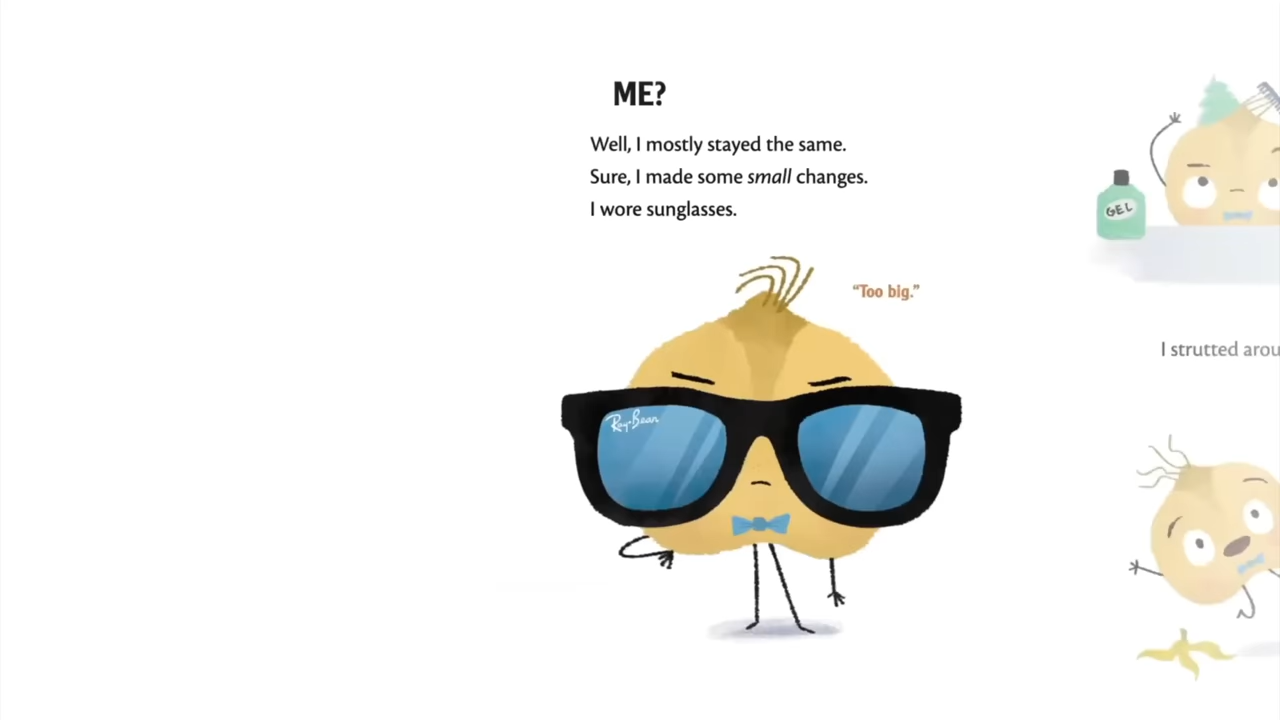 ME?
Well, I mostly stayed the same.
Sure, I made some small changes.
I wore sunglasses.
"Too big."
Ray-Bean
GEL
I strutted arou